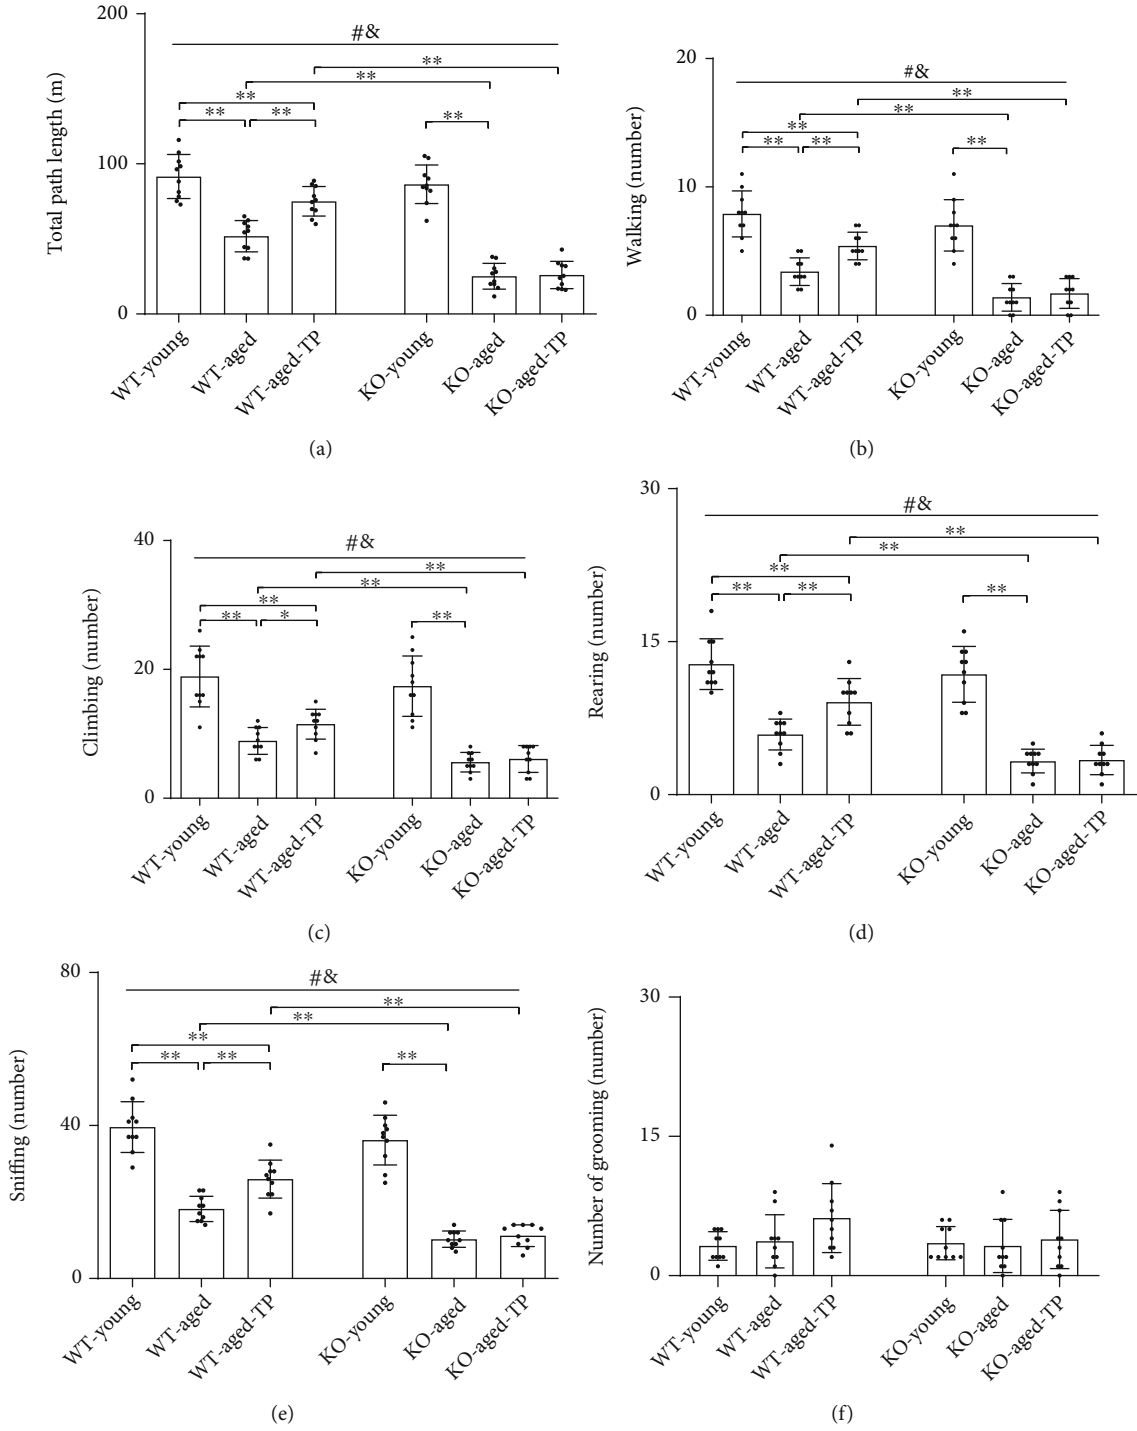 200
#&
**
**
**
**
**
**
100
0
Total path length (m)
WT-young
WT-aged
WT-aged-TP
KO-young
KO-aged
KO-aged-TP
(a)
20
#&
**
**
**
**
**
**
10
0
Walking (number)
WT-young
WT-aged
WT-aged-TP
KO-young
KO-aged
KO-aged-TP
(b)
40
#&
**
**
**
**
*
**
20
0
Climbing (number)
WT-young
WT-aged
WT-aged-TP
KO-young
KO-aged
KO-aged-TP
(c)
30
#&
**
**
**
**
**
**
15
0
Rearing (number)
WT-young
WT-aged
WT-aged-TP
KO-young
KO-aged
KO-aged-TP
(d)
80
#&
**
**
**
**
**
**
40
0
Sniffing (number)
WT-young
WT-aged
WT-aged-TP
KO-young
KO-aged
KO-aged-TP
(e)
30
15
0
Number of grooming (number)
WT-young
WT-aged
WT-aged-TP
KO-young
KO-aged
KO-aged-TP
(f)